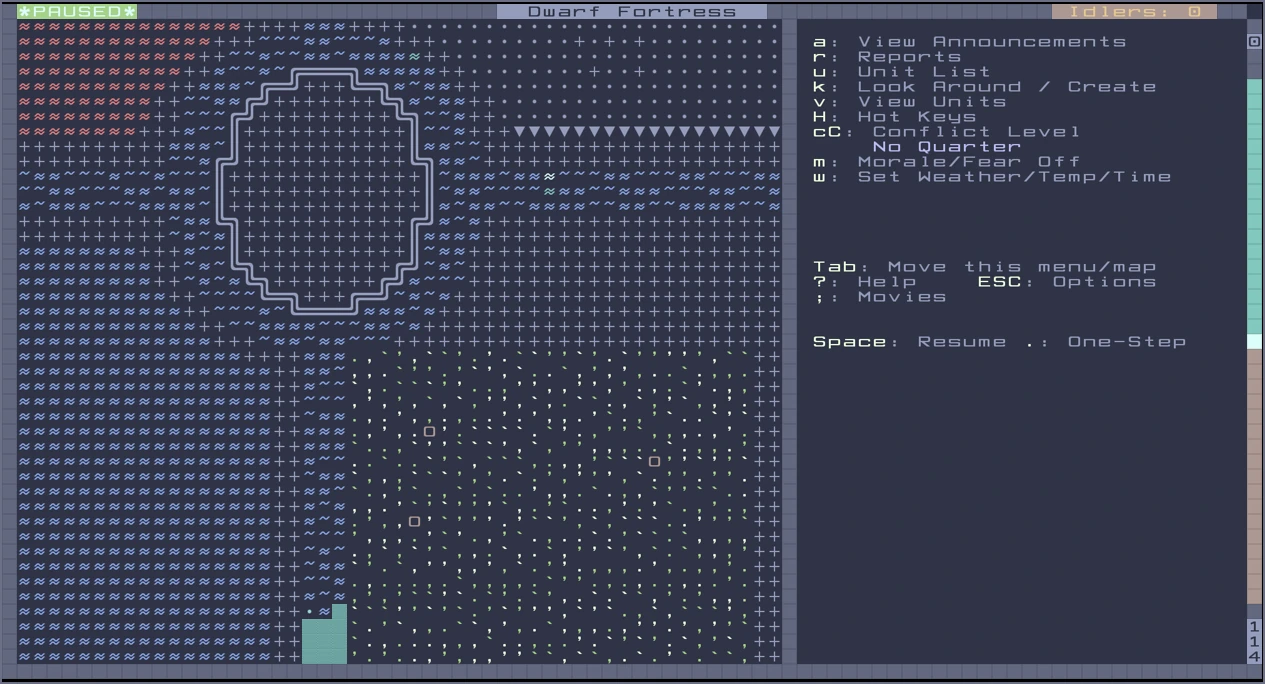 *PAUSED* Dwarf Fortress Idlers: 0
a: View Announcements
r: Reports
u: Unit List
k: Look Around / Create
v: View Units
H: Hot Keys
cC: Conflict Level
No Quarter
m: Morale/Fear Off
w: Set Weather/Temp/Time
Tab: Move this menu/map
?: Help ESC: Options
;: Movies
Space: Resume .: One-Step
0
114